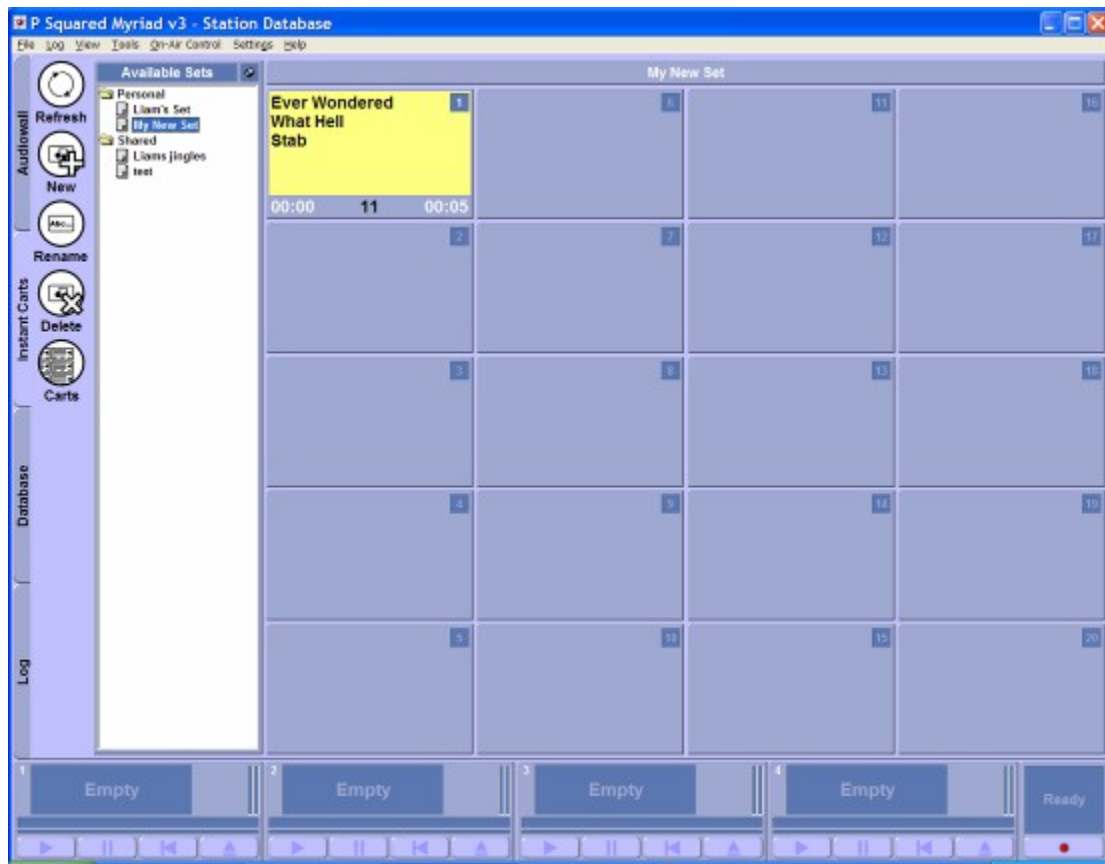 P Squared Myriad v3 - Station Database
File Log View Tools On-Air Control Settings Help
Audiowall
Instant Carts
Database
Log
Refresh
New
Abc...
Rename
Delete
Carts
Available Sets
Personal
Liam's Set
My New Set
Shared
Liams jingles
test
My New Set
Ever Wondered 1
What Hell
Stab
00:00 11 00:05
6 11 16
2 7 12 17
3 8 13 18
4 9 14 19
5 10 15 20
1 Empty
2 Empty
3 Empty
4 Empty
Ready